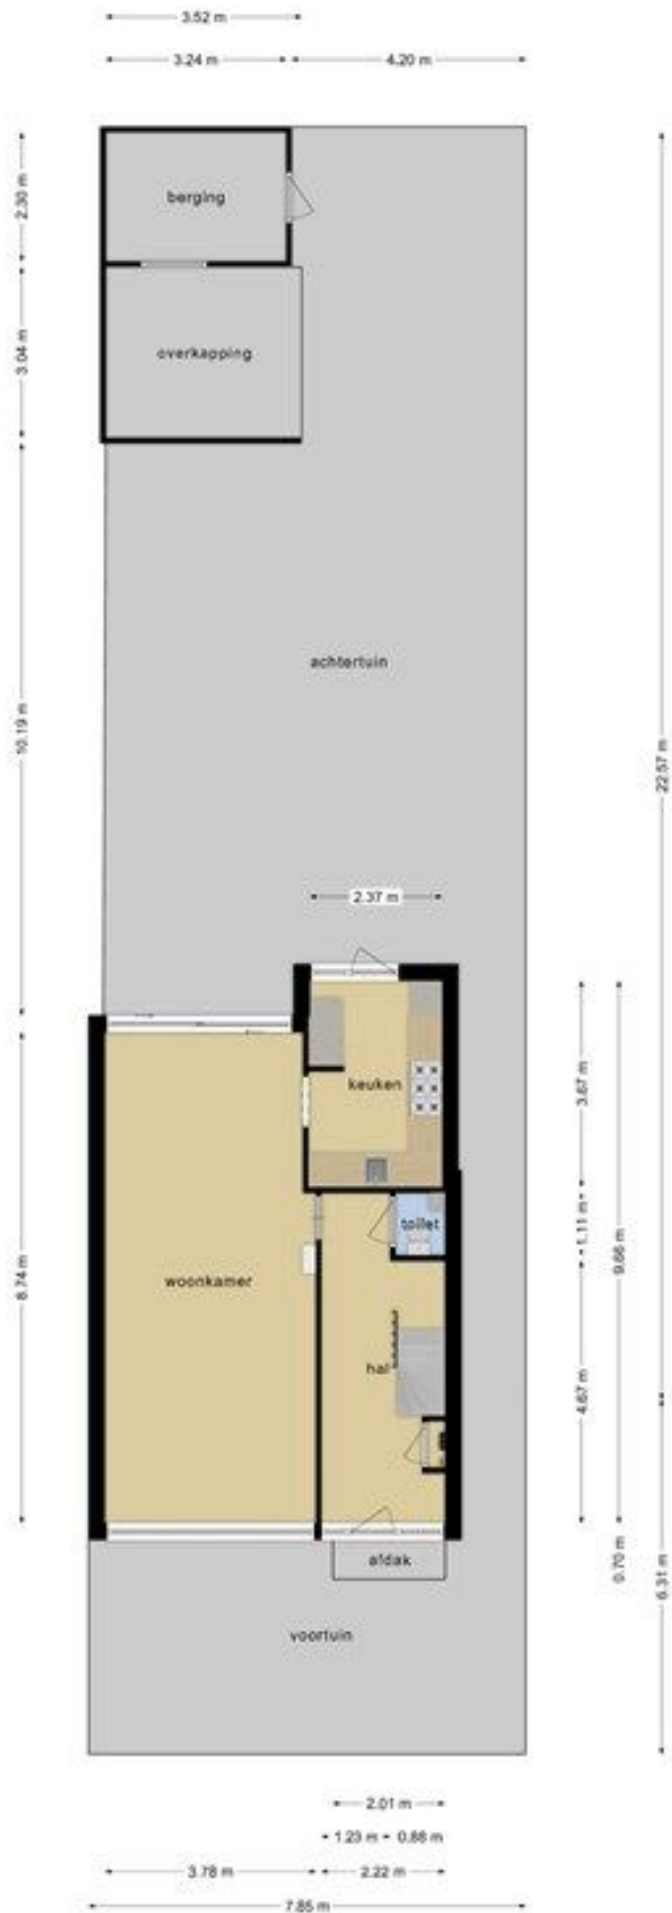 3.52 m
3.24 m 4.20 m
berging
2.30 m
overkapping
3.04 m
achtertuin
10.19 m
22.57 m
2.37 m
keuken
3.67 m
toilet
1.11 m
woonkamer
8.74 m
9.66 m
hal
4.67 m
afdak
0.70 m
6.31 m
voortuin
2.01 m
1.23 m 0.88 m
3.78 m 2.22 m
7.85 m